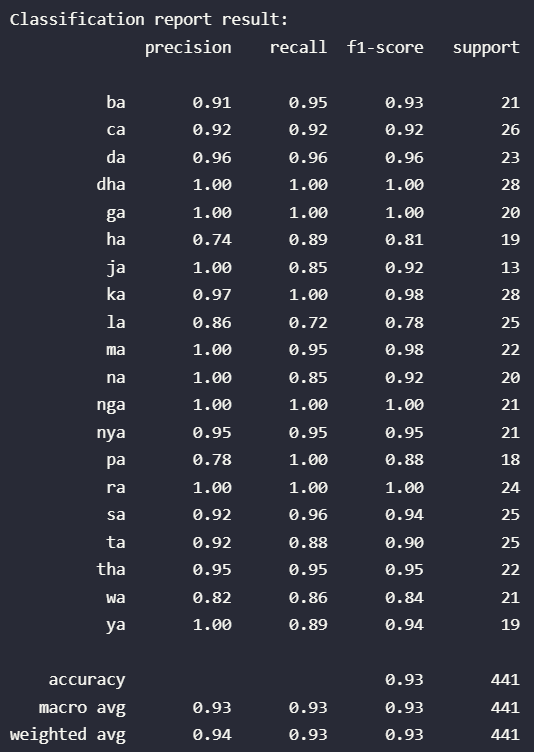 Classification report result:
precision recall f1-score support
ba 0.91 0.95 0.93 21
ca 0.92 0.92 0.92 26
da 0.96 0.96 0.96 23
dha 1.00 1.00 1.00 28
ga 1.00 1.00 1.00 20
ha 0.74 0.89 0.81 19
ja 1.00 0.85 0.92 13
ka 0.97 1.00 0.98 28
la 0.86 0.72 0.78 25
ma 1.00 0.95 0.98 22
na 1.00 0.85 0.92 20
nga 1.00 1.00 1.00 21
nya 0.95 0.95 0.95 21
pa 0.78 1.00 0.88 18
ra 1.00 1.00 1.00 24
sa 0.92 0.96 0.94 25
ta 0.92 0.88 0.90 25
tha 0.95 0.95 0.95 22
wa 0.82 0.86 0.84 21
ya 1.00 0.89 0.94 19
accuracy 0.93 441
macro avg 0.93 0.93 0.93 441
weighted avg 0.94 0.93 0.93 441